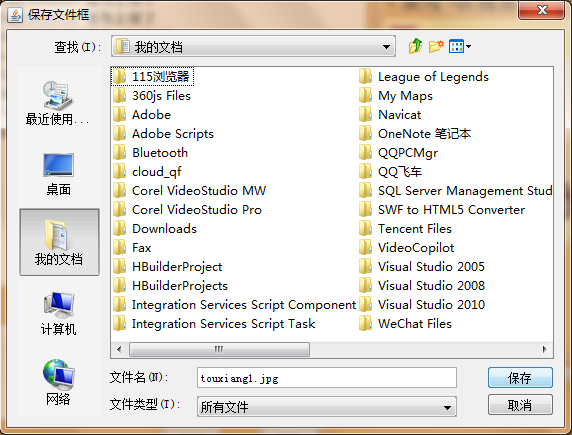 保存文件框
查找(I):
我的文档
最近使用...
桌面
我的文档
计算机
网络
115浏览器
360js Files
Adobe
Adobe Scripts
Bluetooth
cloud_qf
Corel VideoStudio MW
Corel VideoStudio Pro
Downloads
Fax
HBuilderProject
HBuilderProjects
Integration Services Script Component
Integration Services Script Task
League of Legends
My Maps
Navicat
OneNote 笔记本
QQPCMgr
QQ飞车
SQL Server Management Stud
SWF to HTML5 Converter
Tencent Files
VideoCopilot
Visual Studio 2005
Visual Studio 2008
Visual Studio 2010
WeChat Files
文件名(N):
touxiang1.jpg
保存
文件类型(T):
所有文件
取消